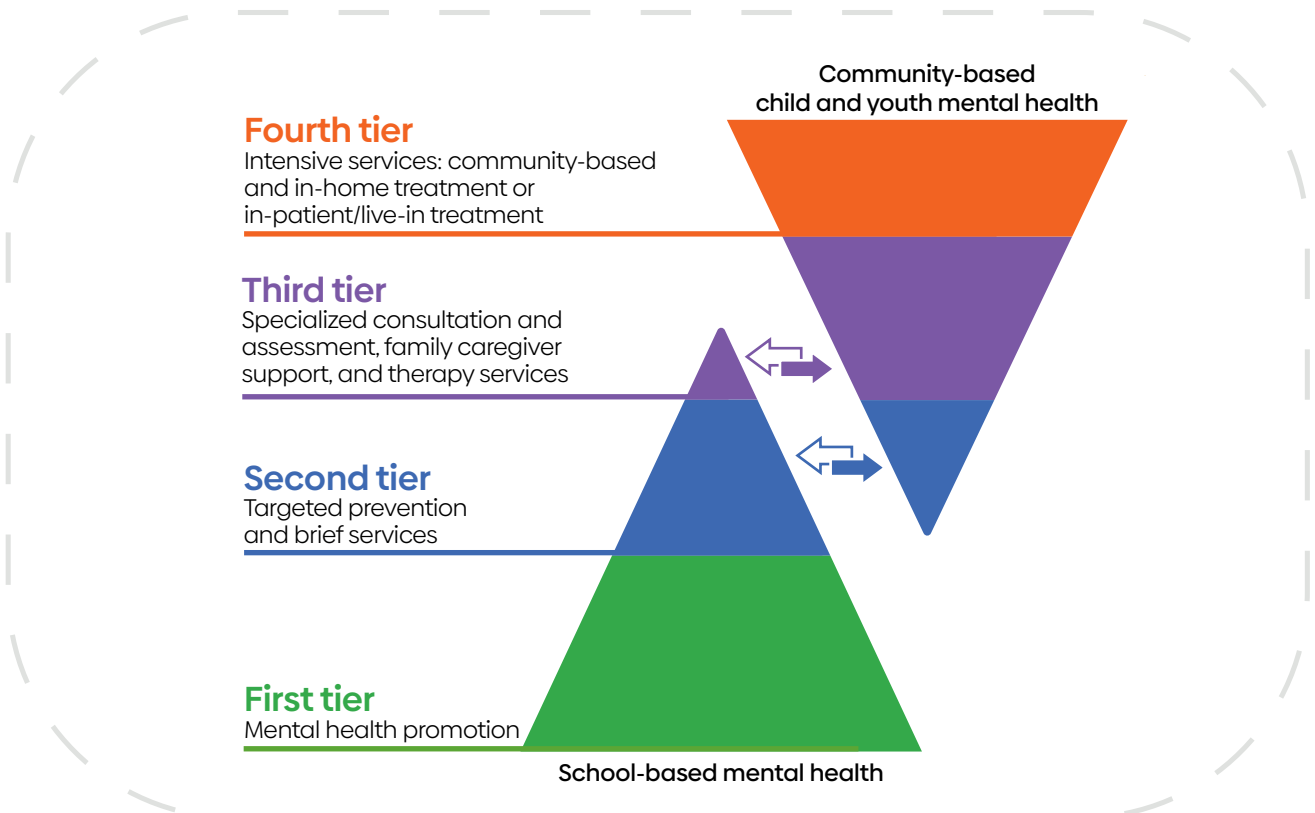 Community-based
child and youth mental health
Fourth tier
Intensive services: community-based
and in-home treatment or
in-patient/live-in treatment
Third tier
Specialized consultation and
assessment, family caregiver
support, and therapy services
Second tier
Targeted prevention
and brief services
First tier
Mental health promotion
School-based mental health